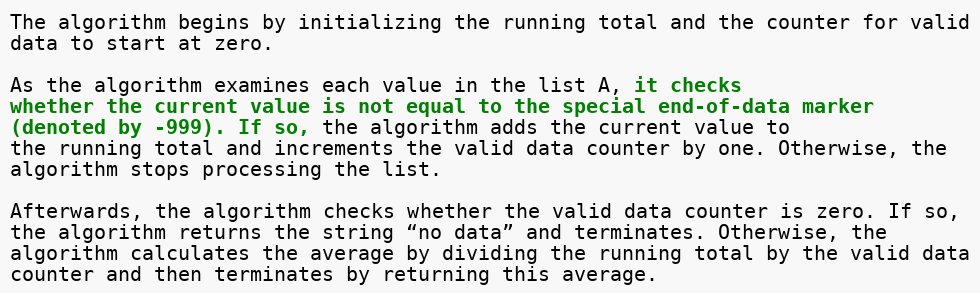 The algorithm begins by initializing the running total and the counter for valid
data to start at zero.
As the algorithm examines each value in the list A, it checks
whether the current value is not equal to the special end-of-data marker
(denoted by -999). If so, the algorithm adds the current value to
the running total and increments the valid data counter by one. Otherwise, the
algorithm stops processing the list.
Afterwards, the algorithm checks whether the valid data counter is zero. If so,
the algorithm returns the string “no data” and terminates. Otherwise, the
algorithm calculates the average by dividing the running total by the valid data
counter and then terminates by returning this average.